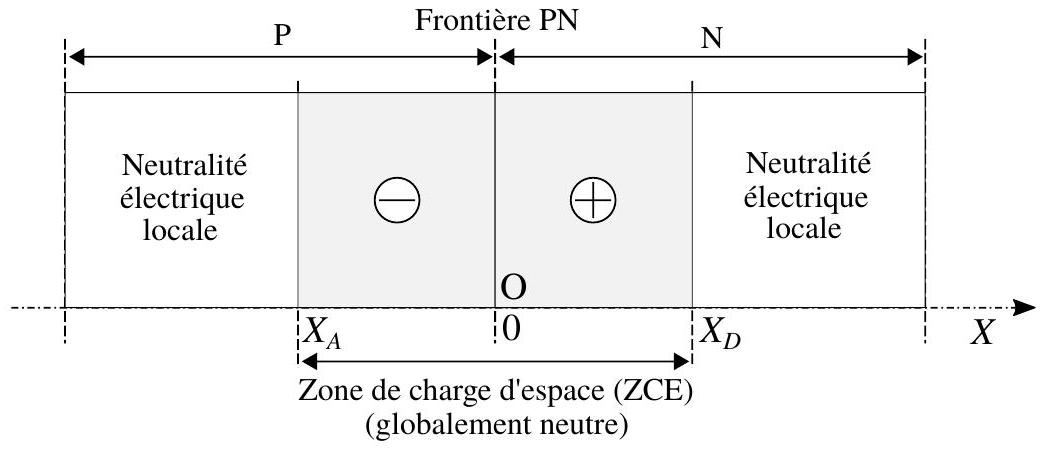 Frontière PN
P
N
Neutralité
électrique
locale
Neutralité
électrique
locale
O
X_A
0
X_D
X
Zone de charge d'espace (ZCE)
(globalement neutre)